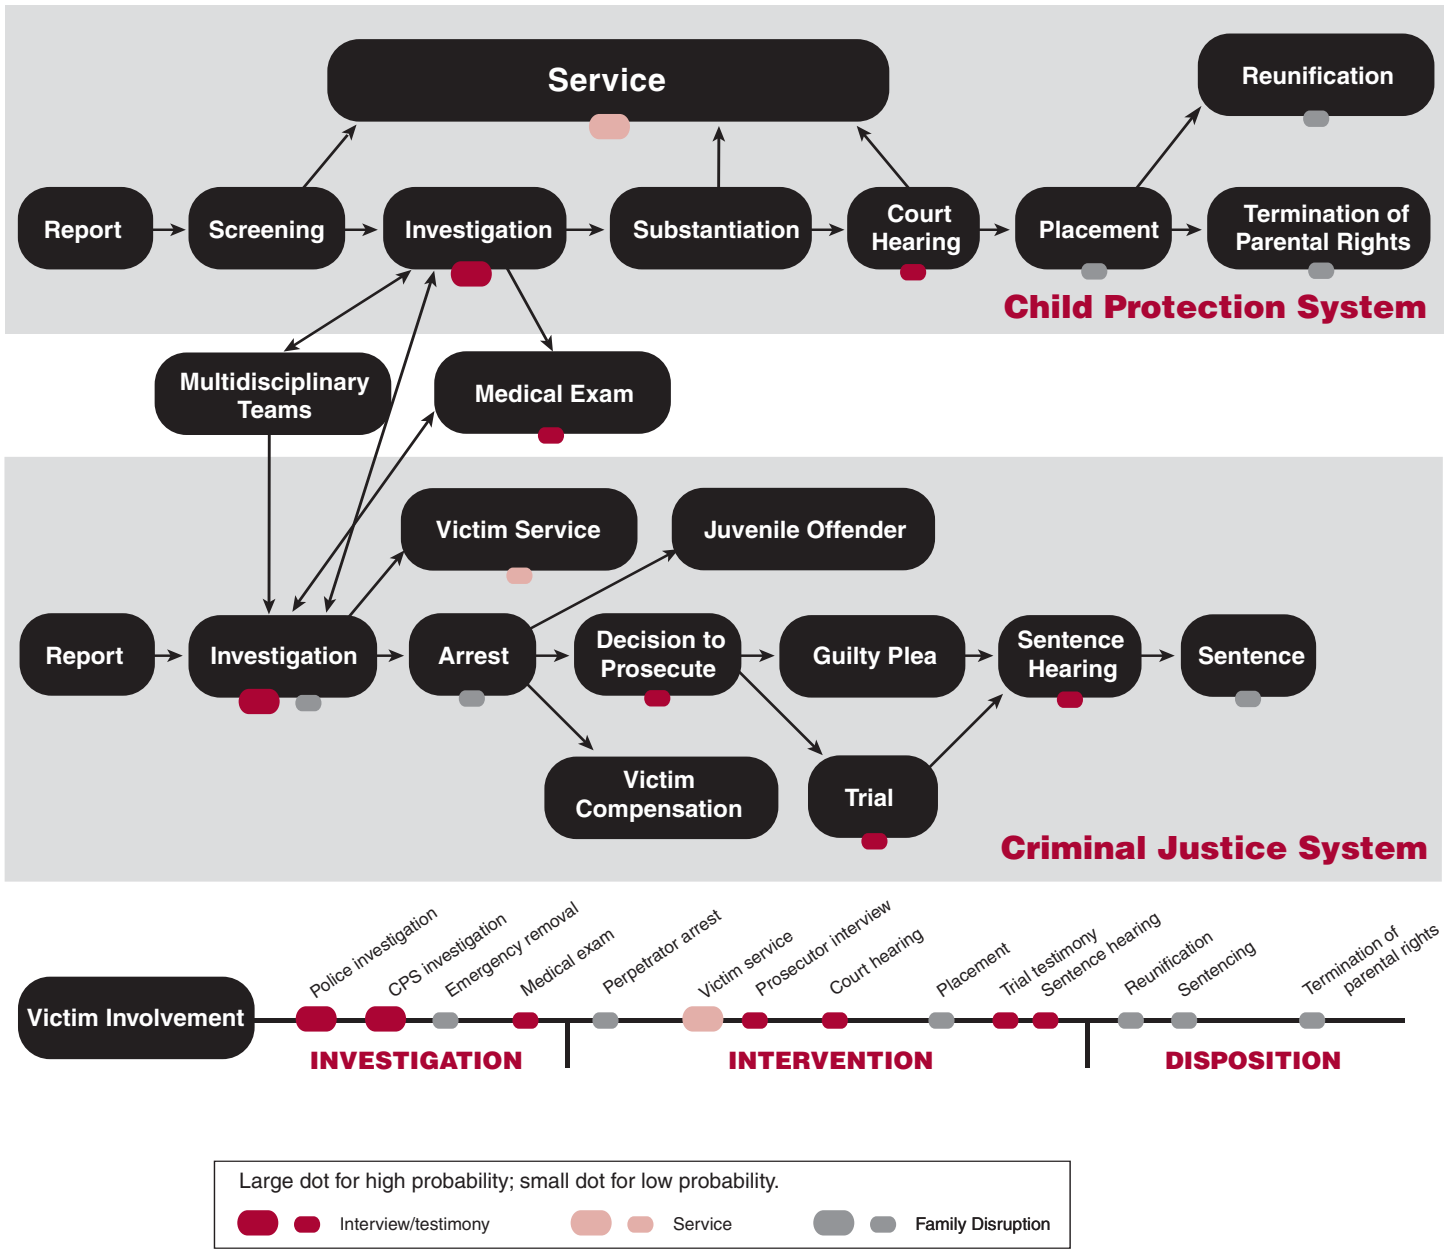 Service
Reunification
Report
Screening
Investigation
Substantiation
Court
Hearing
Placement
Termination of
Parental Rights
Child Protection System
Multidisciplinary
Teams
Medical Exam
Victim Service
Juvenile Offender
Report
Investigation
Arrest
Decision to
Prosecute
Guilty Plea
Sentence
Hearing
Sentence
Victim
Compensation
Trial
Criminal Justice System
Victim Involvement
Police investigation
CPS investigation
Emergency removal
Medical exam
Perpetrator arrest
Victim service
Prosecutor interview
Court hearing
Placement
Trial testimony
Sentence hearing
Reunification
Sentencing
Termination of
parental rights
INVESTIGATION
INTERVENTION
DISPOSITION
Large dot for high probability; small dot for low probability.
Interview/testimony
Service
Family Disruption